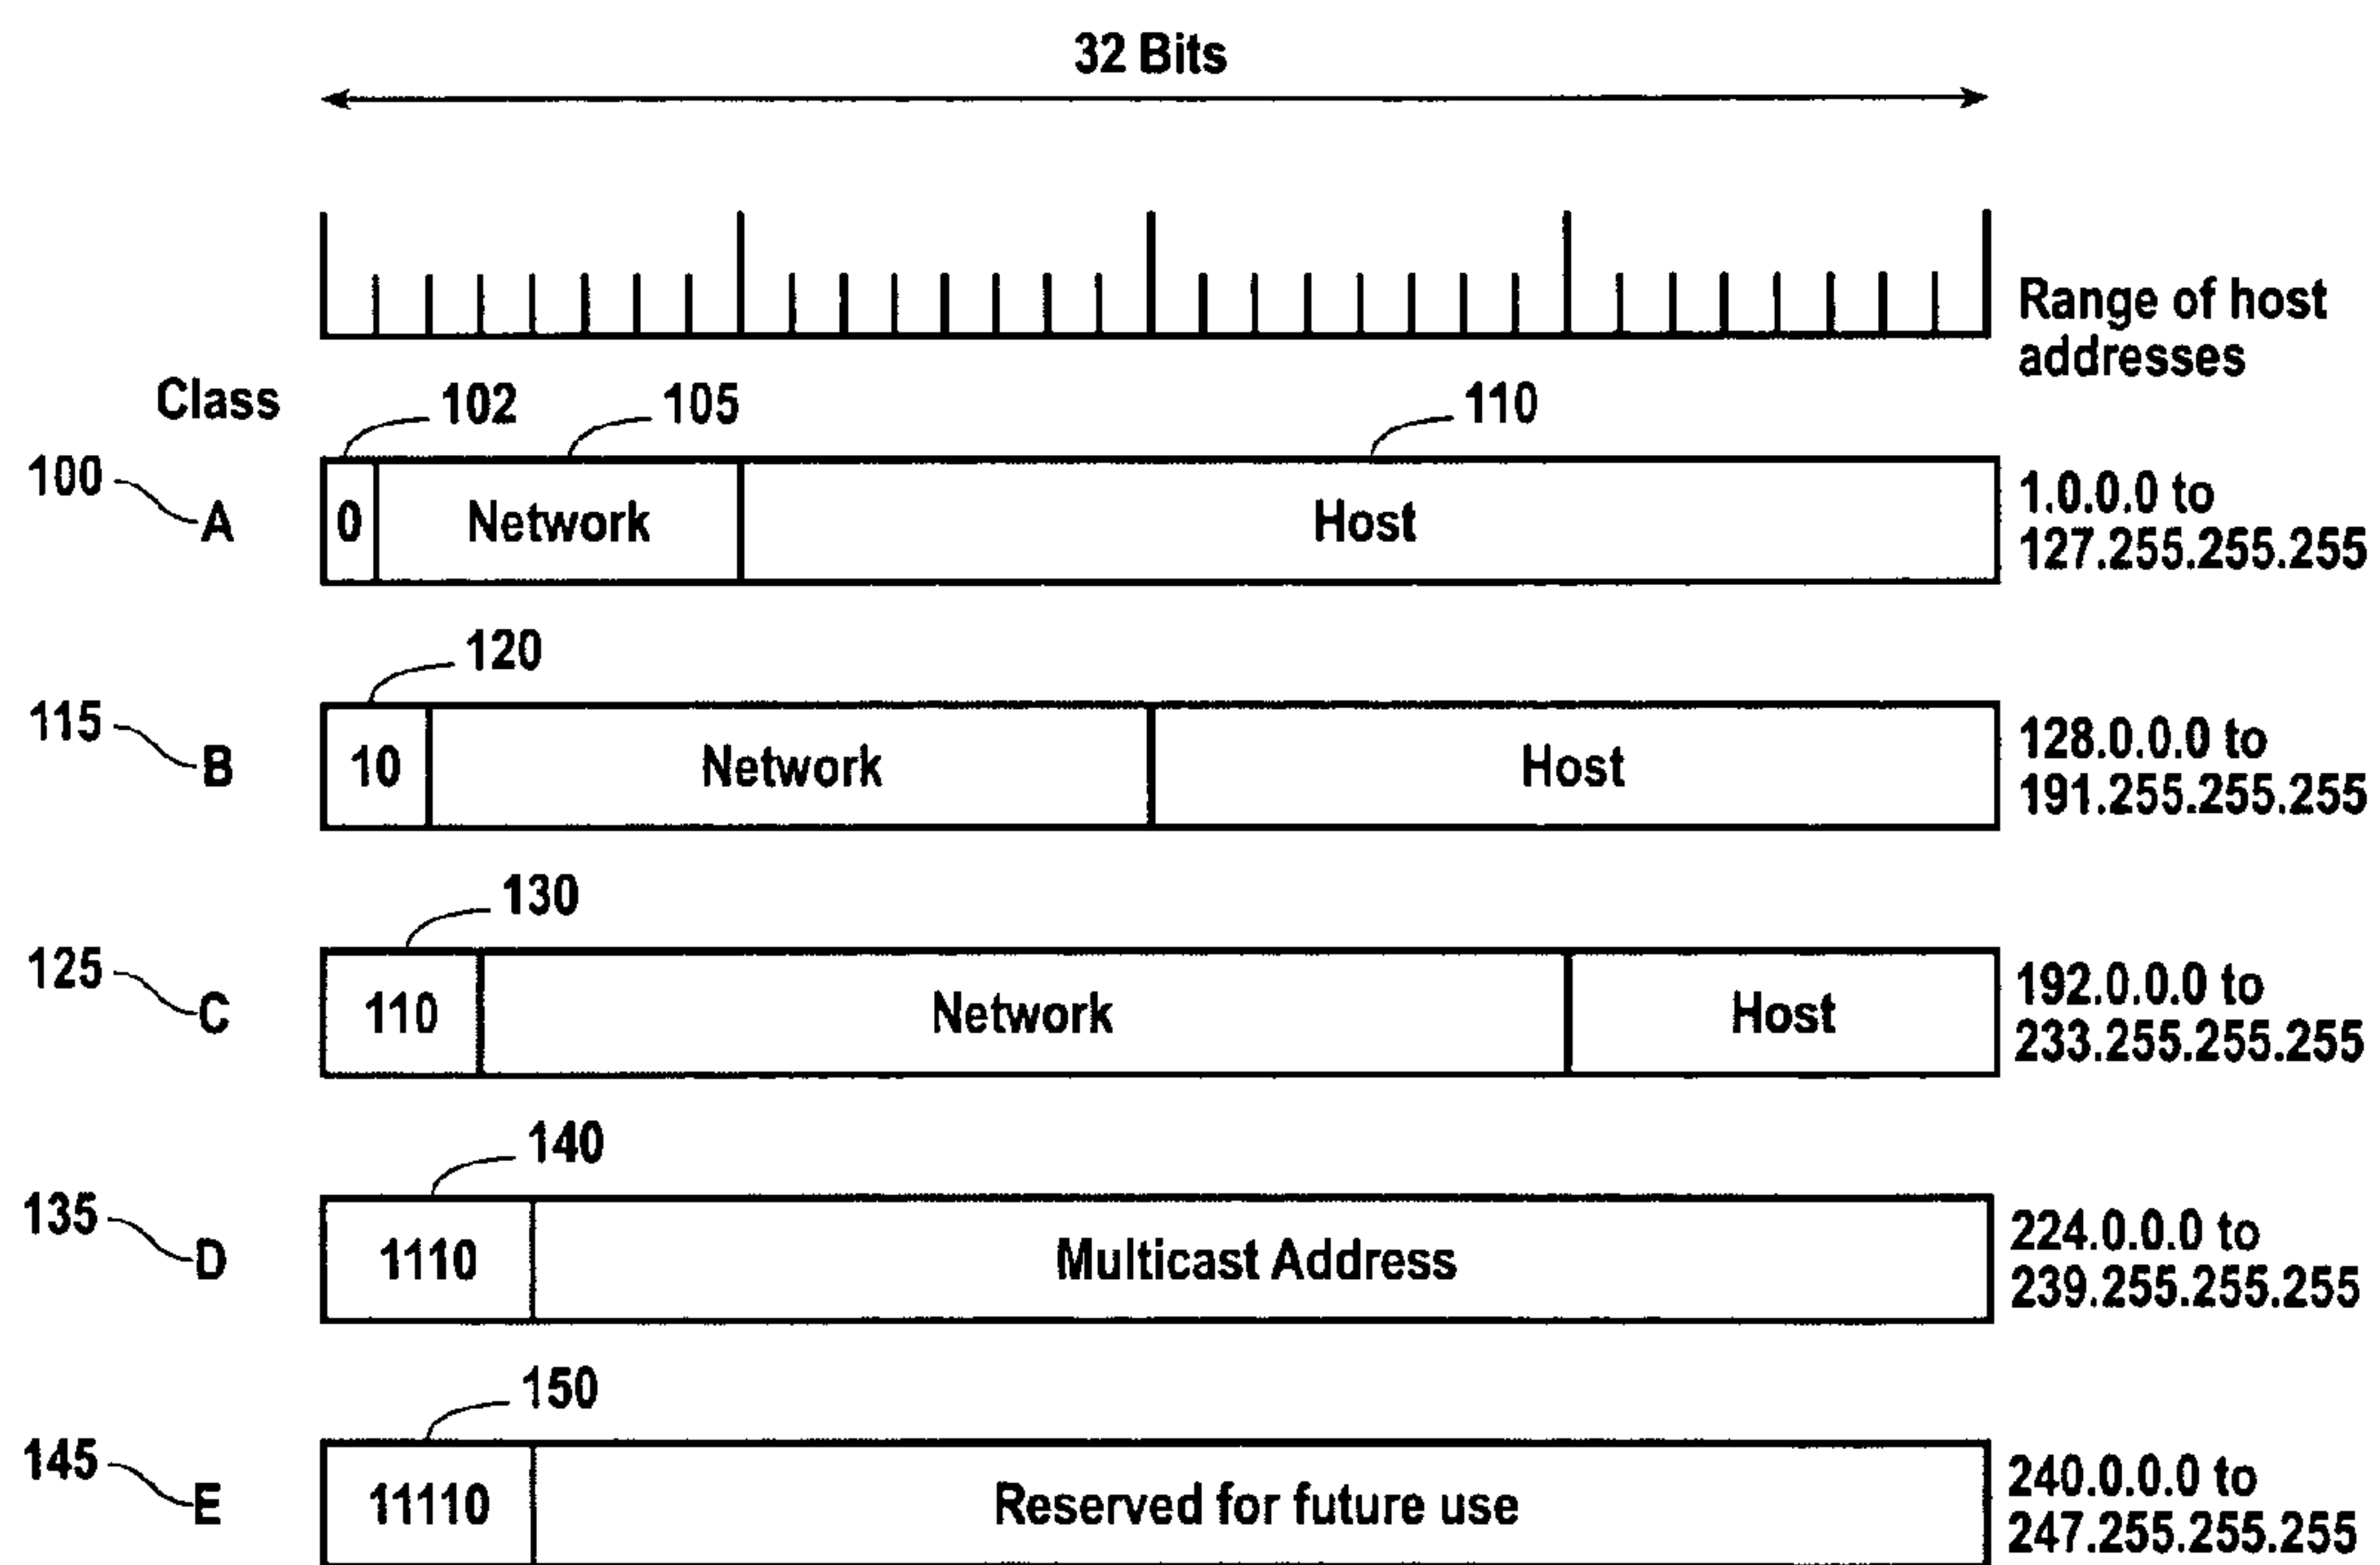 32 Bits
Range of host
addresses
Class
102
105
110
100
A
0
Network
Host
1.0.0.0 to
127.255.255.255
120
115
B
10
Network
Host
128.0.0.0 to
191.255.255.255
130
125
C
110
Network
Host
192.0.0.0 to
233.255.255.255
140
135
D
1110
Multicast Address
224.0.0.0 to
239.255.255.255
150
145
E
11110
Reserved for future use
240.0.0.0 to
247.255.255.255